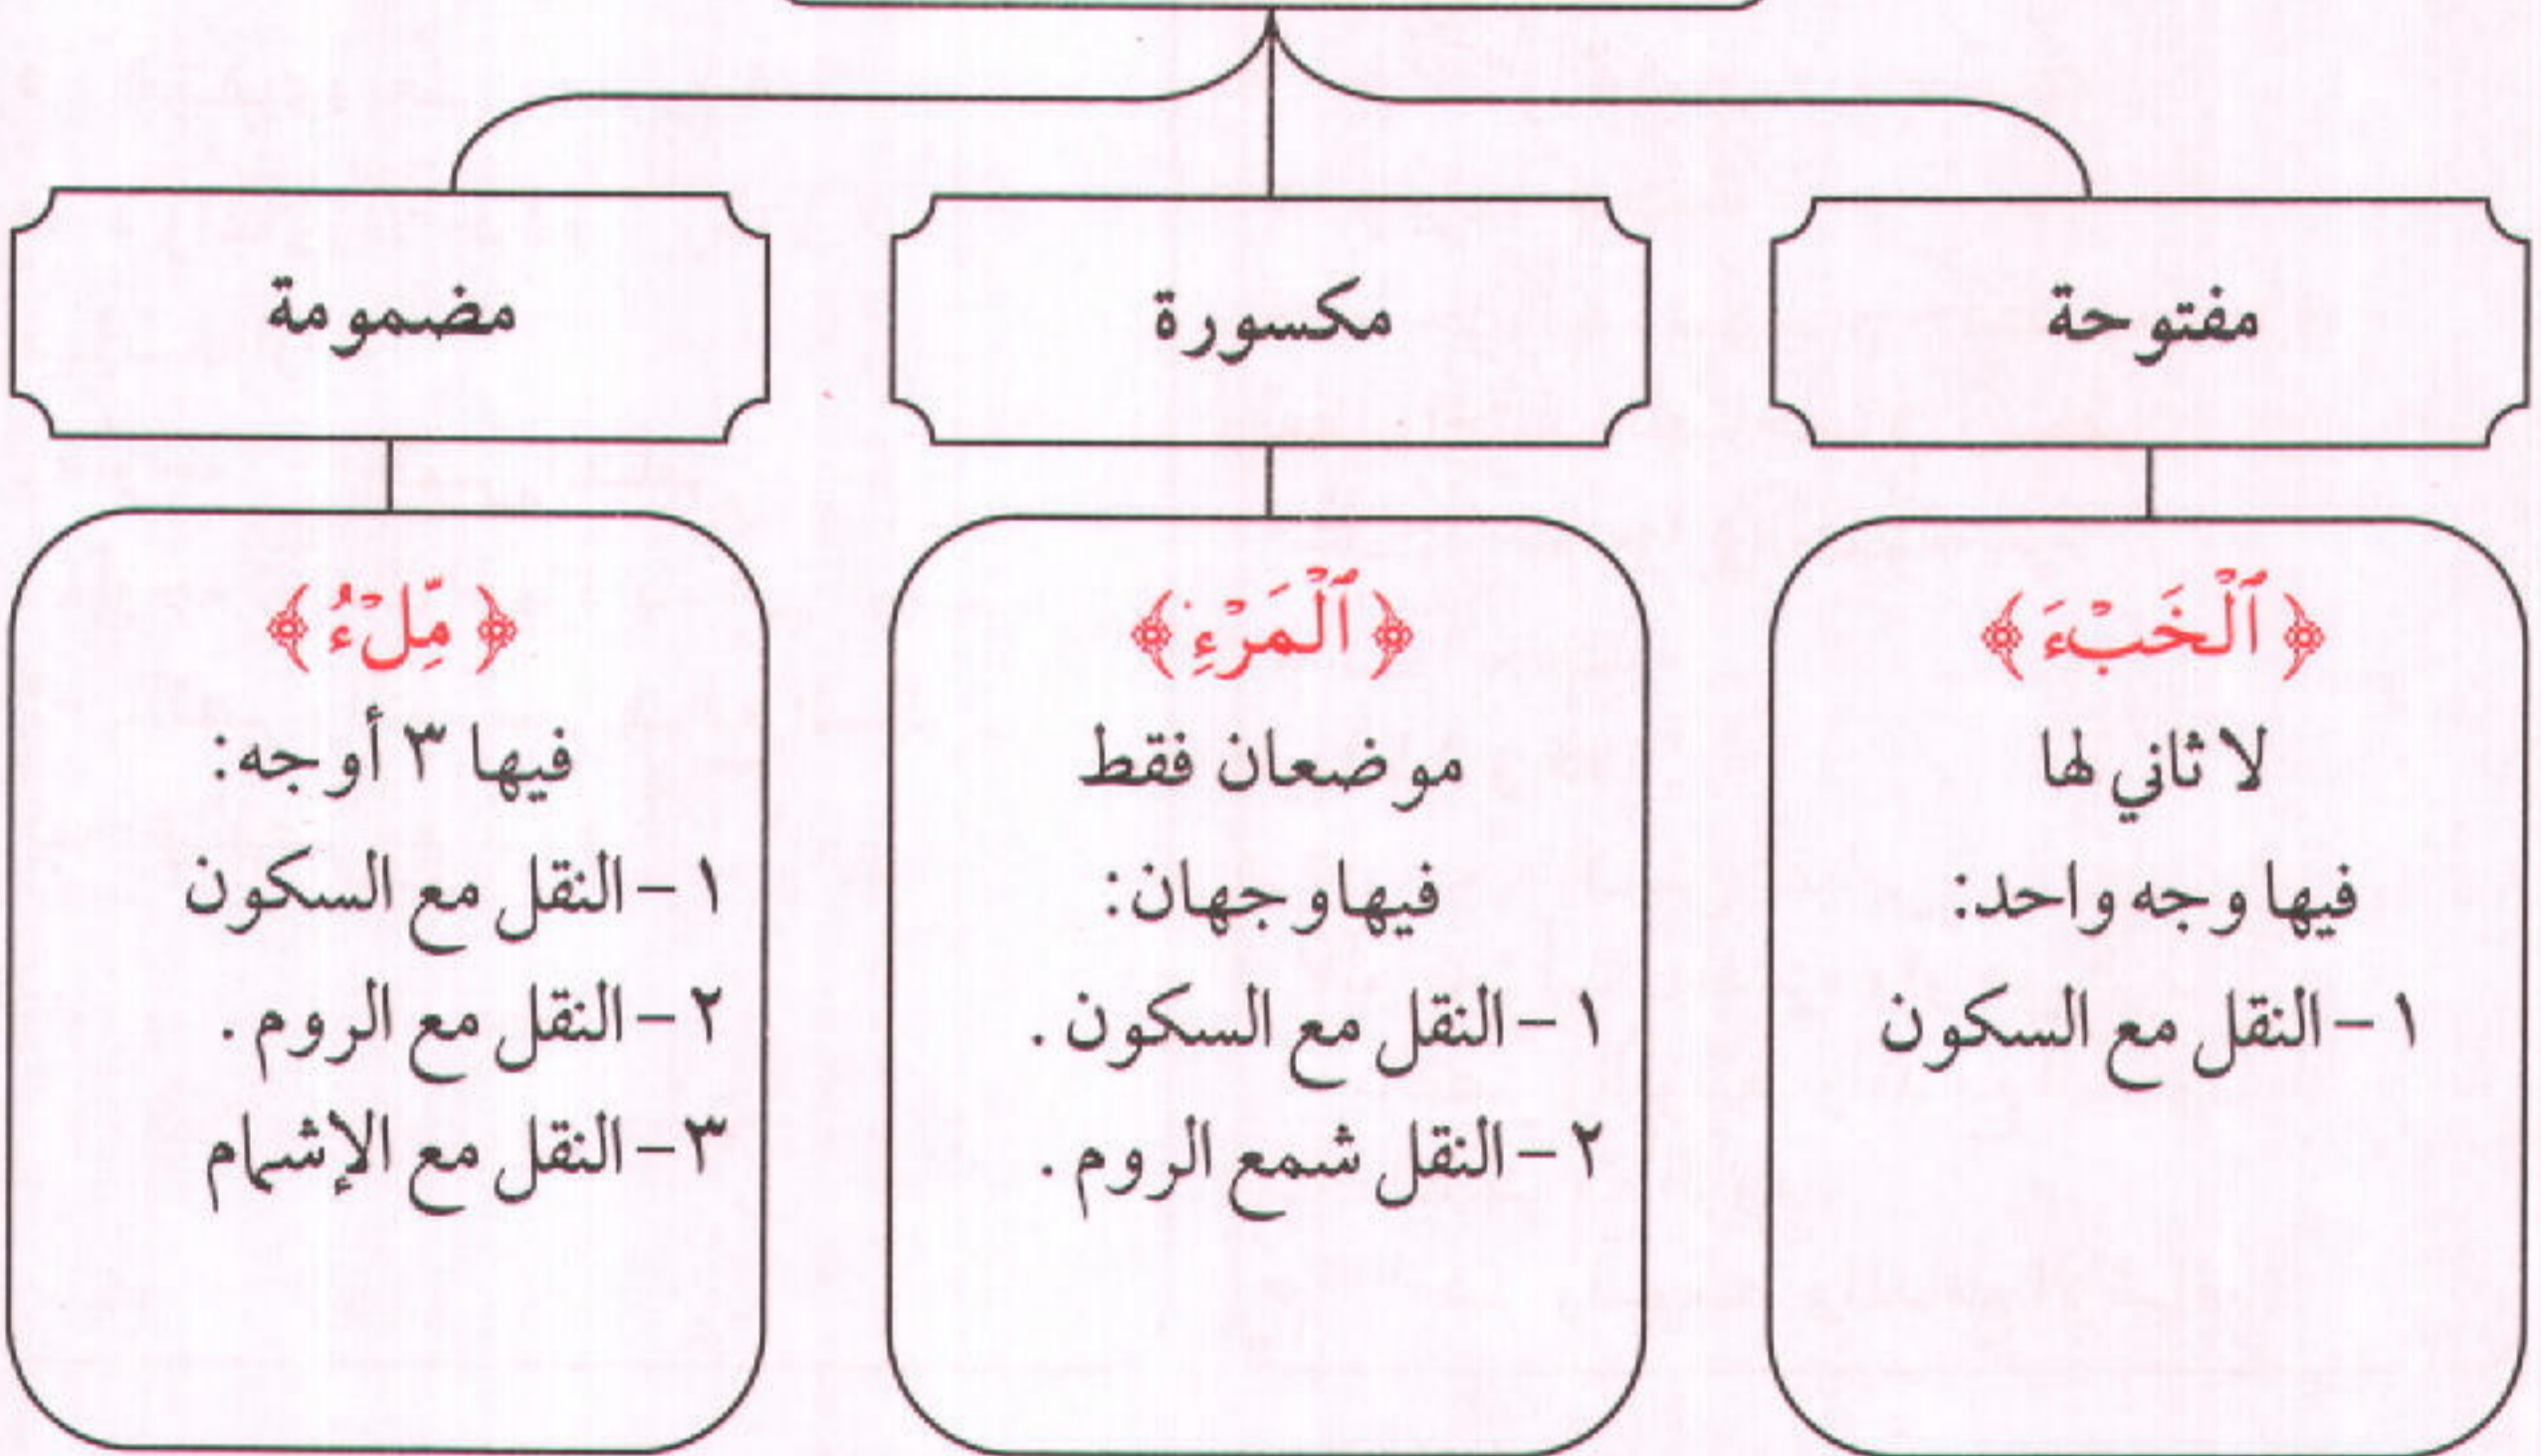 مفتوحة
﴿ٱلْخَبْءَ﴾
لا ثاني لها
فيها وجه واحد:
١- النقل مع السكون
مكسورة
﴿ٱلْمَرْءِ﴾
موضعان فقط
فيها وجهان:
١- النقل مع السكون.
٢- النقل شمع الروم.
مضمومة
﴿مِّلْءُ﴾
فيها ٣ أوجه:
١- النقل مع السكون
٢- النقل مع الروم.
٣- النقل مع الإشمام